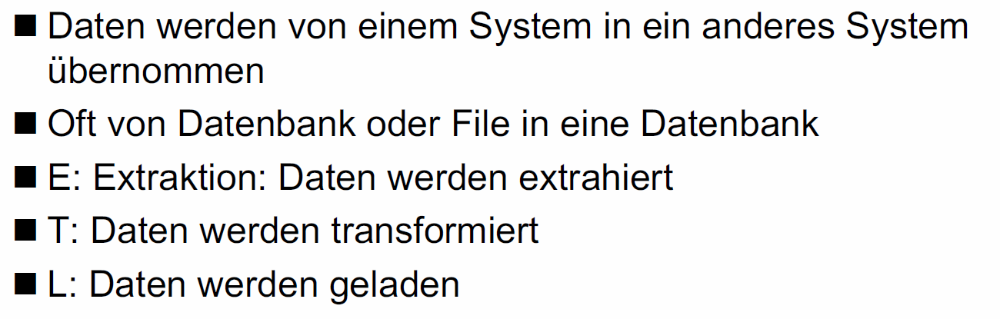 ■ Daten werden von einem System in ein anderes System
übernommen
■ Oft von Datenbank oder File in eine Datenbank
■ E: Extraktion: Daten werden extrahiert
■ T: Daten werden transformiert
■ L: Daten werden geladen